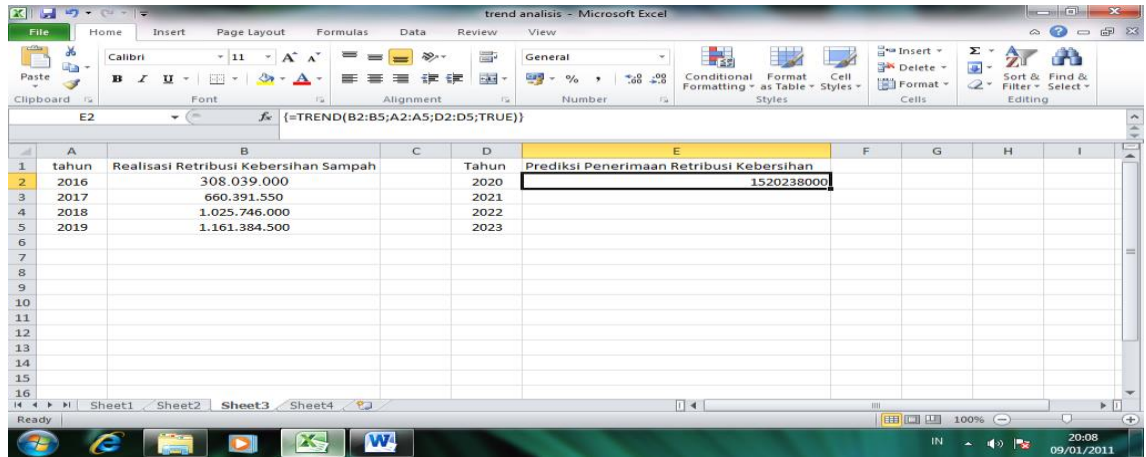 trend analisis - Microsoft Excel
File Home Insert Page Layout Formulas Data Review View
Paste
Calibri 11 A A
B I U A
General
% , .00 .00
Conditional Formatting Format as Table Cell Styles
Insert
Delete
Format
Σ
Sort & Filter Find & Select
Clipboard Font Alignment Number Styles Cells Editing
E2 fx {=TREND(B2:B5;A2:A5;D2:D5;TRUE)}
A B C D E F G H I
1 tahun Realisasi Retribusi Kebersihan Sampah Tahun Prediksi Penerimaan Retribusi Kebersihan
2 2016 308.039.000 2020 1520238000
3 2017 660.391.550 2021
4 2018 1.025.746.000 2022
5 2019 1.161.384.500 2023
6
7
8
9
10
11
12
13
14
15
16
Sheet1 Sheet2 Sheet3 Sheet4
Ready 100%
W IN 20:08
09/01/2011